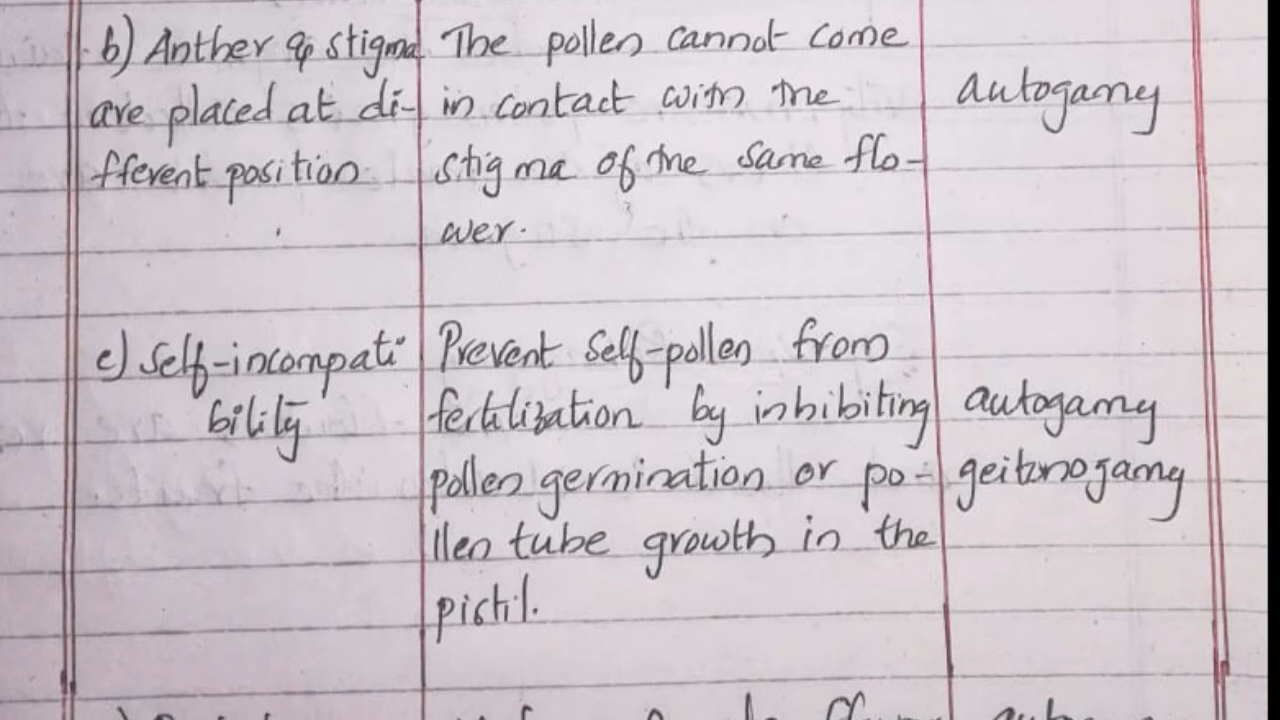 b) Anther & stigma
are placed at di-
fferent position
The pollen cannot come
in contact with the
stigma of the same flo-
wer.
autogamy
c) Self-incompati
bility
Prevent self-pollen from
fertilization by inhibiting
pollen germination or po-
llen tube growth in the
pistil.
autogamy
geitonogamy